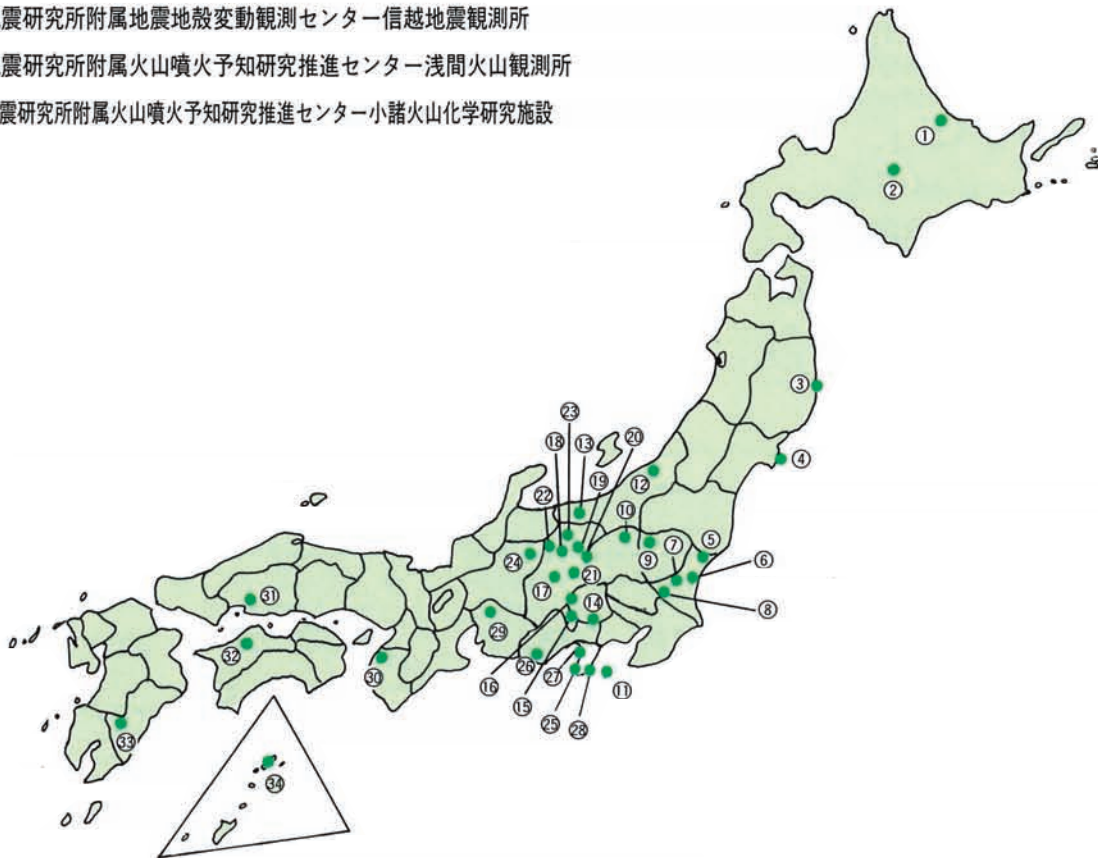 震研究所附属地震地殻変動観測センター信越地震観測所
震研究所附属火山噴火予知研究推進センター浅間火山観測所
震研究所附属火山噴火予知研究推進センター小諸火山化学研究施設
①
②
③
④
㉓
⑱ ⑬ ⑳
㉒ ⑲ ⑫
⑩
㉔ ⑨ ⑦ ⑤
⑥
⑰ ㉑
⑧
㉛ ⑭
㉙
㉜ ㉚ ㉖ ㉗
⑯ ⑮ ⑪
㉕ ㉘
㉝
㉞